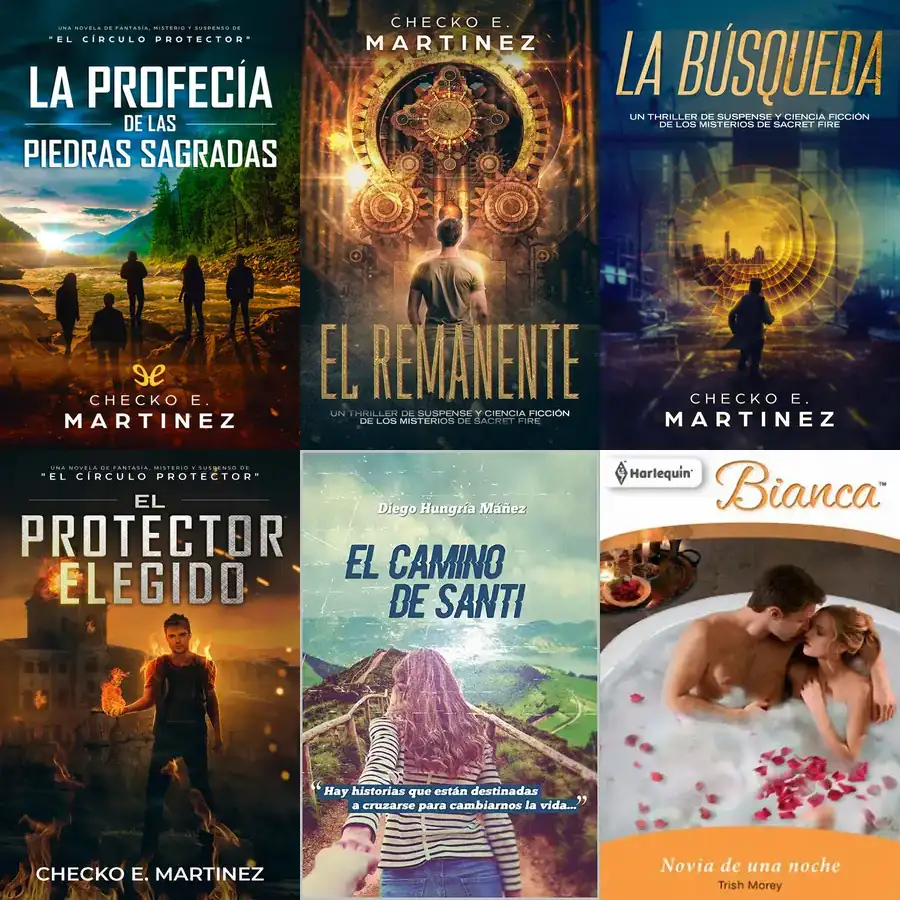 UNA NOVELA DE FANTASÍA, MISTERIO Y SUSPENSO DE
"EL CÍRCULO PROTECTOR"
LA PROFECÍA
DE LAS
PIEDRAS SAGRADAS
CHECKO E.
MARTINEZ
CHECKO E.
MARTINEZ
EL REMANENTE
UN THRILLER DE SUSPENSE Y CIENCIA FICCIÓN
DE LOS MISTERIOS DE SACRET FIRE
LA BÚSQUEDA
UN THRILLER DE SUSPENSE Y CIENCIA FICCIÓN
DE LOS MISTERIOS DE SACRET FIRE
CHECKO E.
MARTINEZ
UNA NOVELA DE FANTASÍA, MISTERIO Y SUSPENSO DE
"EL CÍRCULO PROTECTOR"
EL
PROTECTOR
ELEGIDO
CHECKO E. MARTINEZ
Diego Hungría Máñez
EL CAMINO
DE SANTI
“Hay historias que están destinadas
a cruzarse para cambiarnos la vida...”
Harlequin
Bianca™
Novia de una noche
Trish Morey